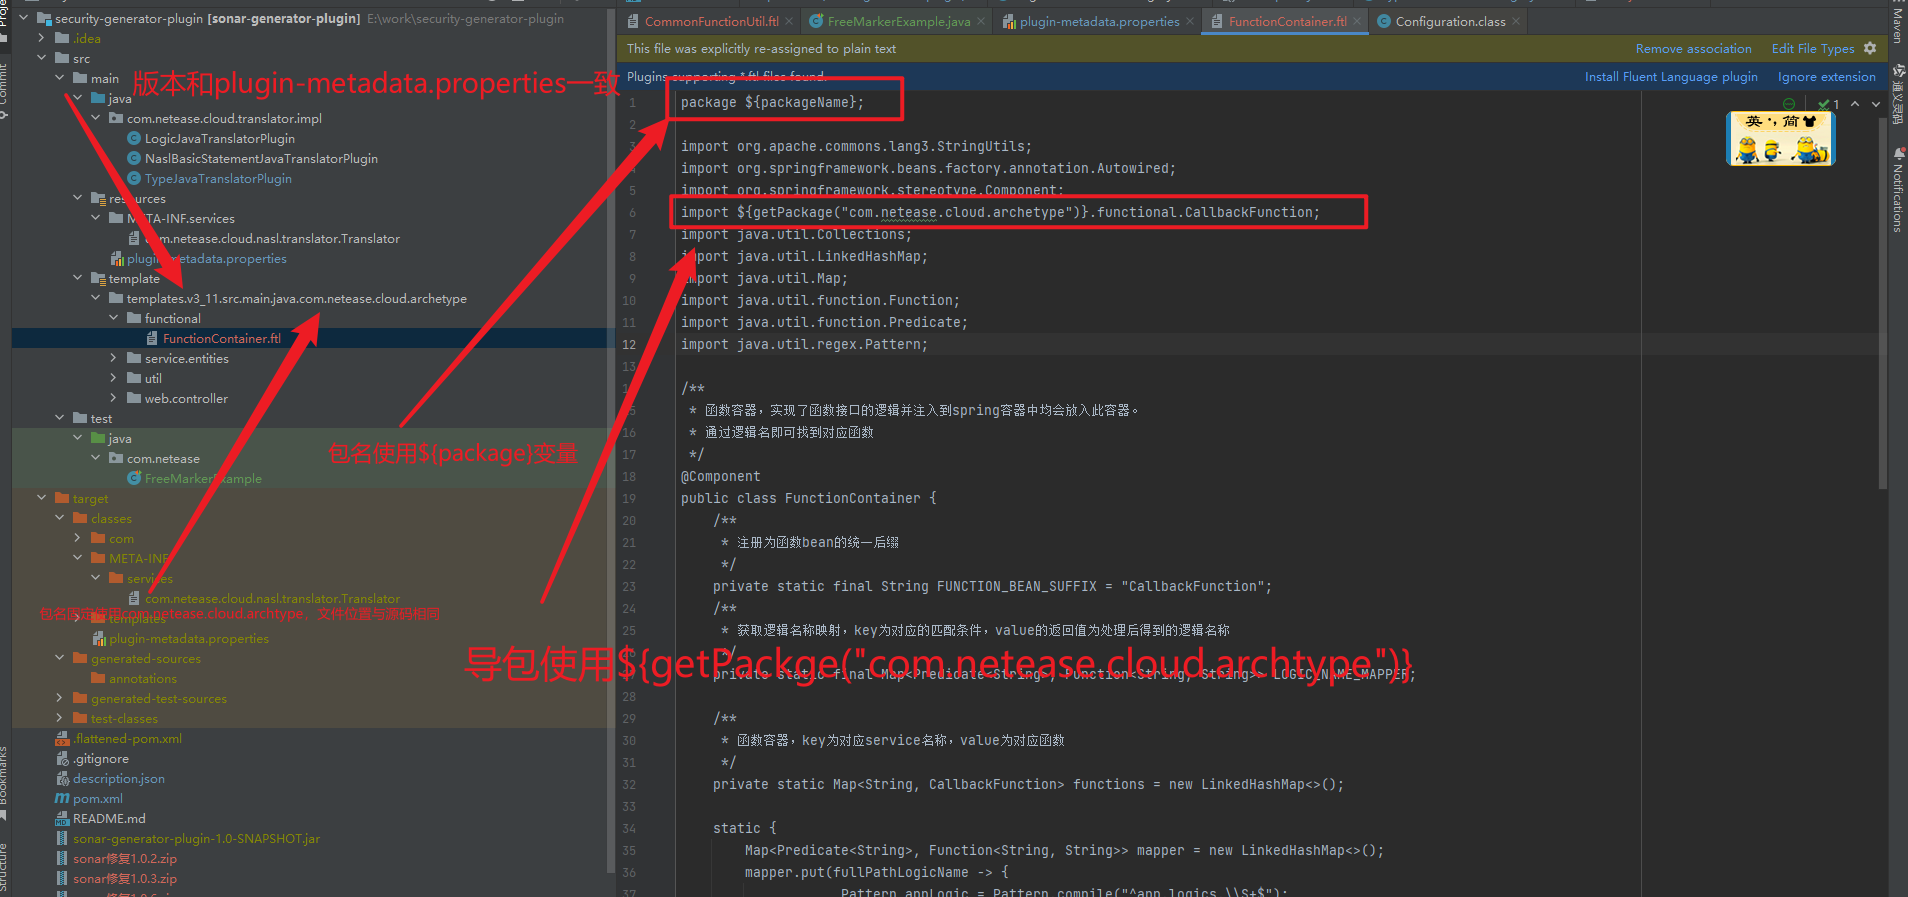 security-generator-plugin [sonar-generator-plugin] E:\work\security-generator-plugin
.idea
src
main
java
com.netease.cloud.translator.impl
LogicJavaTranslatorPlugin
NaslBasicStatementJavaTranslatorPlugin
TypeJavaTranslatorPlugin
resources
META-INF.services
com.netease.cloud.nasl.translator.Translator
plugin-metadata.properties
template
templates.v3_11.src.main.java.com.netease.cloud.archetype
functional
FunctionContainer.ftl
service.entities
util
web.controller
test
java
com.netease
FreeMarkerExample
target
classes
com
META-INF
services
com.netease.cloud.nasl.translator.Translator
templates
plugin-metadata.properties
generated-sources
annotations
generated-test-sources
test-classes
.flattened-pom.xml
.gitignore
description.json
pom.xml
README.md
sonar-generator-plugin-1.0-SNAPSHOT.jar
sonar修复1.0.2.zip
sonar修复1.0.3.zip
版本和plugin-metadata.properties一致
包名使用${package}变量
包名固定使用com.netease.cloud.archtype，文件位置与源码相同
导包使用${getPackge("com.netease.cloud.archtype")}
CommonFunctionUtil.ftl
FreeMarkerExample.java
plugin-metadata.properties
FunctionContainer.ftl
Configuration.class
This file was explicitly re-assigned to plain text
Remove association
Edit File Types
Plugins supporting *.ftl files found.
Install Fluent Language plugin
Ignore extension
1
英 简
1 package ${packageName};
2
import org.apache.commons.lang3.StringUtils;
import org.springframework.beans.factory.annotation.Autowired;
5 import org.springframework.stereotype.Component;
6 import ${getPackage("com.netease.cloud.archetype")}.functional.CallbackFunction;
7 import java.util.Collections;
8 import java.util.LinkedHashMap;
9 import java.util.Map;
10 import java.util.function.Function;
11 import java.util.function.Predicate;
12 import java.util.regex.Pattern;
13
/**
* 函数容器，实现了函数接口的逻辑并注入到spring容器中均会放入此容器。
16 * 通过逻辑名即可找到对应函数
17 */
18 @Component
19 public class FunctionContainer {
20 /**
21 * 注册为函数bean的统一后缀
22 */
23 private static final String FUNCTION_BEAN_SUFFIX = "CallbackFunction";
24 /**
25 * 获取逻辑名称映射，key为对应的匹配条件，value的返回值为处理后得到的逻辑名称
*/
private static final Map<Predicate<String>, Function<String, String>> LOGIC_NAME_MAPPER;
28
29 /**
30 * 函数容器，key为对应service名称，value为对应函数
31 */
32 private static Map<String, CallbackFunction> functions = new LinkedHashMap<>();
33
34 static {
35 Map<Predicate<String>, Function<String, String>> mapper = new LinkedHashMap<>();
36 mapper.put(fullPathLogicName -> {
37 Pattern appLogic = Pattern.compile("^app_logics_\\S+$");
Maven
通义灵码
Notifications
Commit
Bookmarks
Structure